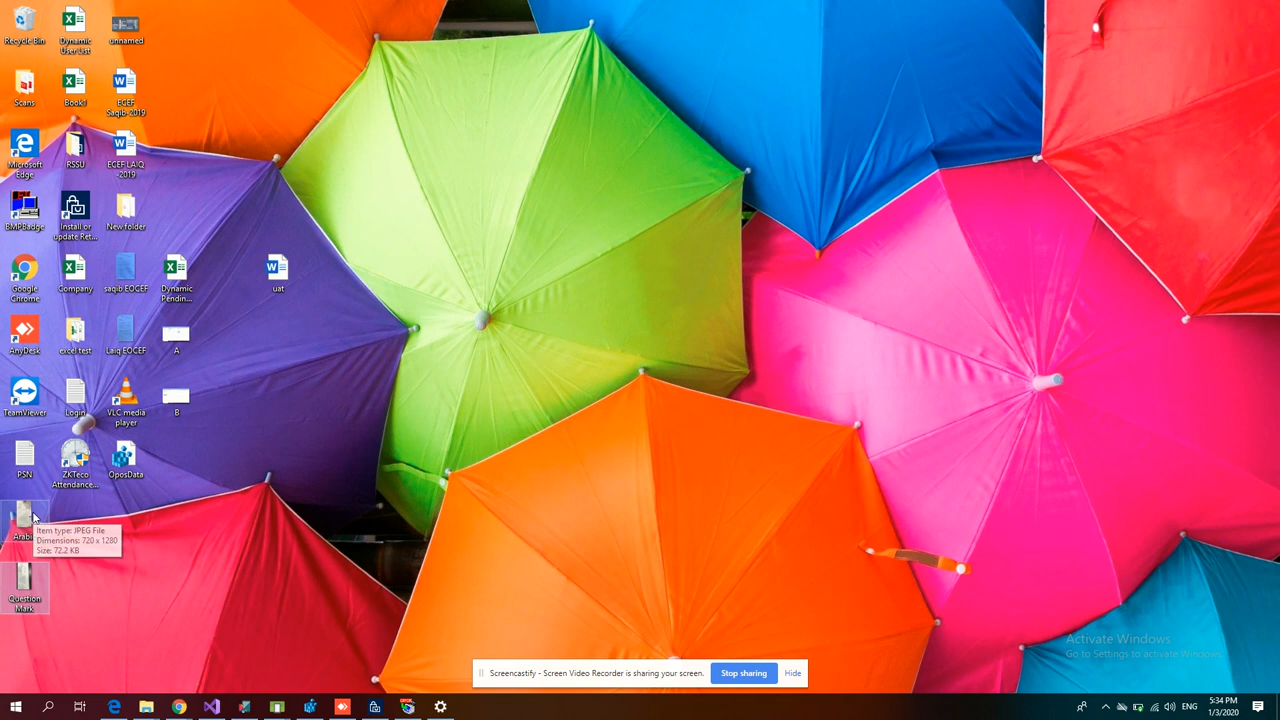 Recycle Bin
Dynamic
User List
unnamed
Scans
Book1
ECEF
Saqib-2019
Microsoft
Edge
RSSU
ECEF LAIQ
-2019
BMPBadge
Install or
update Ret...
New folder
Google
Chrome
Company
saqib EOCEF
Dynamic
Pendin...
uat
AnyDesk
excel test
Laiq EOCEF
A
TeamViewer
Login
VLC media
player
B
PSN
ZKTeco
Attendance...
OposData
Arabi
Item type: JPEG File
Dimensions: 720 x 1280
Size: 72.2 KB
Question
Mark
Activate Windows
Go to Settings to activate Windows.
Screencastify - Screen Video Recorder is sharing your screen.
Stop sharing
Hide
5:34 PM
1/3/2020